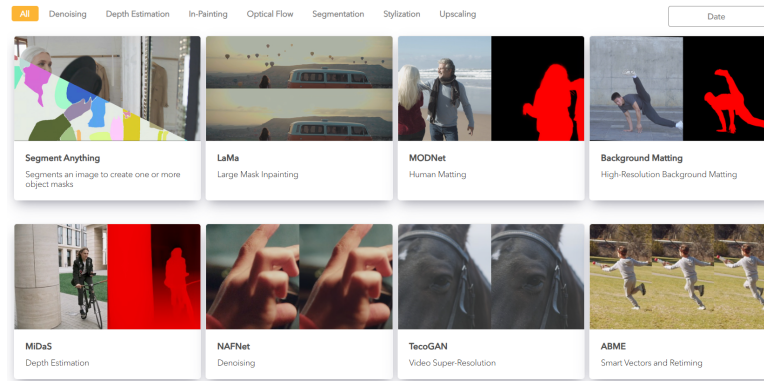 All Denoising Depth Estimation In-Painting Optical Flow Segmentation Stylization Upscaling Date
Segment Anything
Segments an image to create one or more
object masks
LaMa
Large Mask Inpainting
MODNet
Human Matting
Background Matting
High-Resolution Background Matting
MiDaS
Depth Estimation
NAFNet
Denoising
TecoGAN
Video Super-Resolution
ABME
Smart Vectors and Retiming